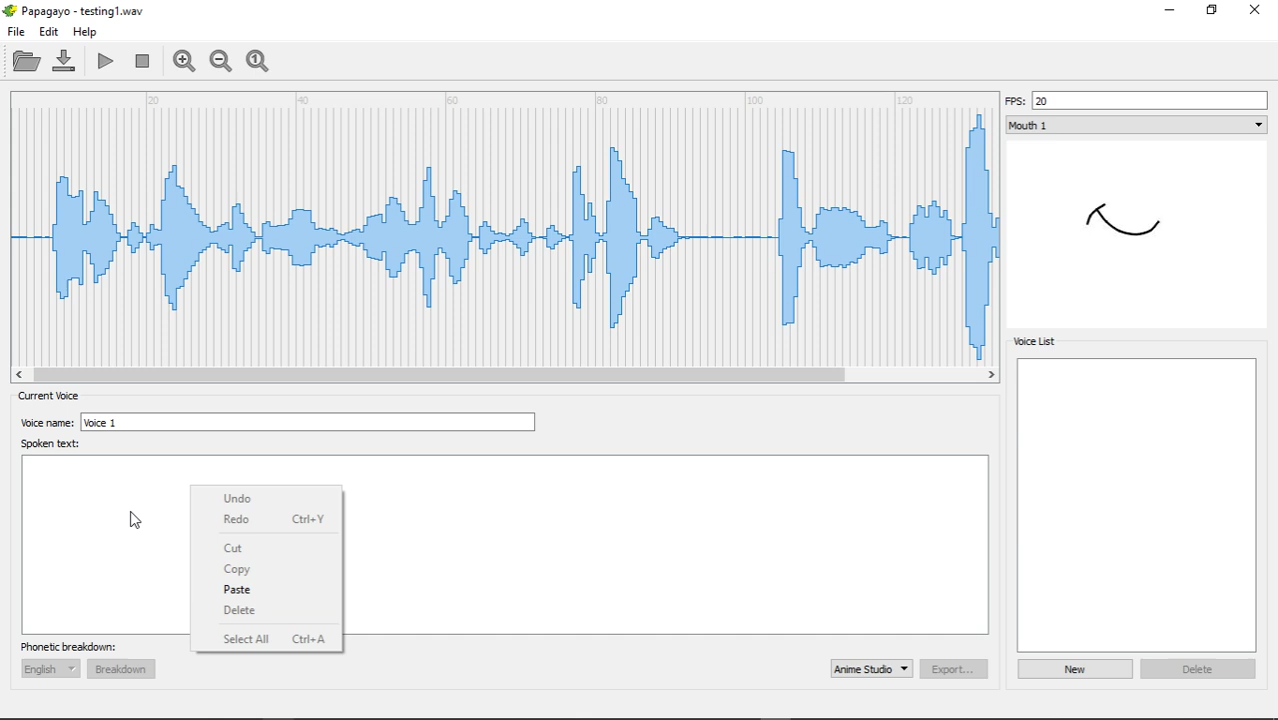 Papagayo - testing1.wav
File Edit Help
20 40 60 80 100 120
FPS: 20
Mouth 1
Voice List
Current Voice
Voice name: Voice 1
Spoken text:
Undo
Redo Ctrl+Y
Cut
Copy
Paste
Delete
Select All Ctrl+A
Phonetic breakdown:
English Breakdown Anime Studio Export... New Delete